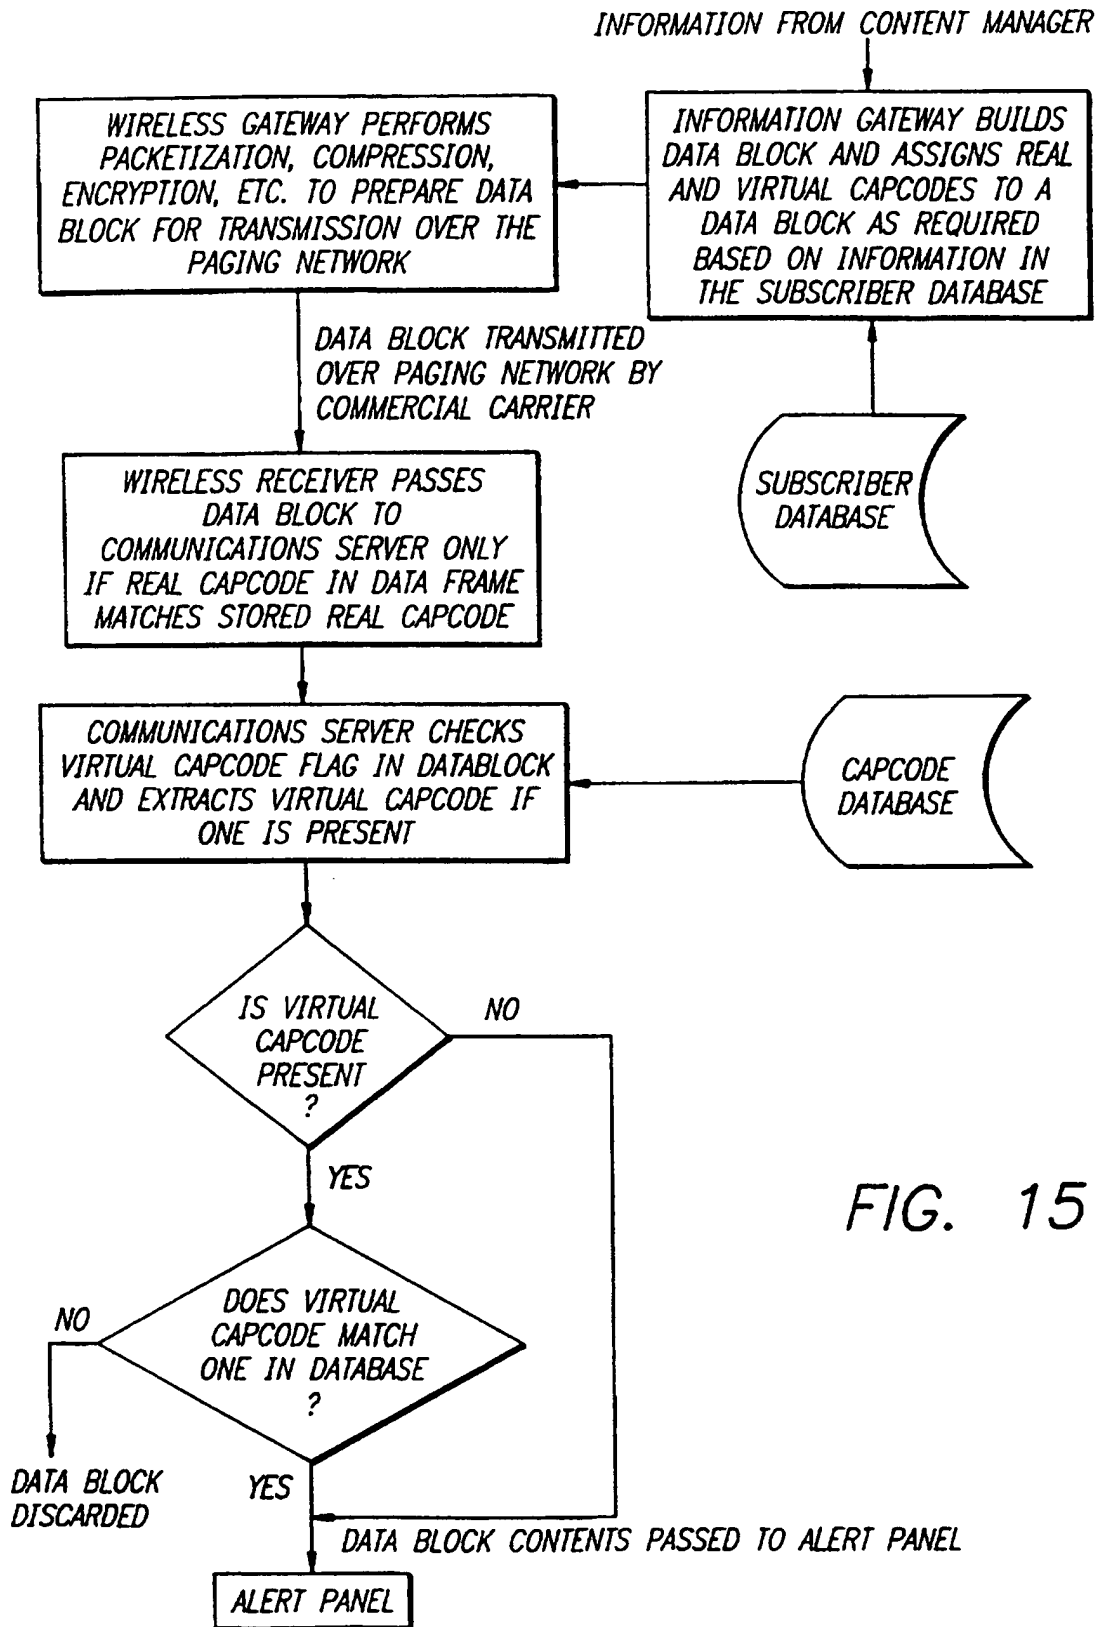 INFORMATION FROM CONTENT MANAGER
INFORMATION GATEWAY BUILDS
DATA BLOCK AND ASSIGNS REAL
AND VIRTUAL CAPCODES TO A
DATA BLOCK AS REQUIRED
BASED ON INFORMATION IN
THE SUBSCRIBER DATABASE
WIRELESS GATEWAY PERFORMS
PACKETIZATION, COMPRESSION,
ENCRYPTION, ETC. TO PREPARE DATA
BLOCK FOR TRANSMISSION OVER THE
PAGING NETWORK
DATA BLOCK TRANSMITTED
OVER PAGING NETWORK BY
COMMERCIAL CARRIER
SUBSCRIBER
DATABASE
WIRELESS RECEIVER PASSES
DATA BLOCK TO
COMMUNICATIONS SERVER ONLY
IF REAL CAPCODE IN DATA FRAME
MATCHES STORED REAL CAPCODE
COMMUNICATIONS SERVER CHECKS
VIRTUAL CAPCODE FLAG IN DATABLOCK
AND EXTRACTS VIRTUAL CAPCODE IF
ONE IS PRESENT
CAPCODE
DATABASE
IS VIRTUAL
CAPCODE
PRESENT
?
NO
YES
DOES VIRTUAL
CAPCODE MATCH
ONE IN DATABASE
?
NO
DATA BLOCK
DISCARDED
YES
DATA BLOCK CONTENTS PASSED TO ALERT PANEL
ALERT PANEL
FIG. 15